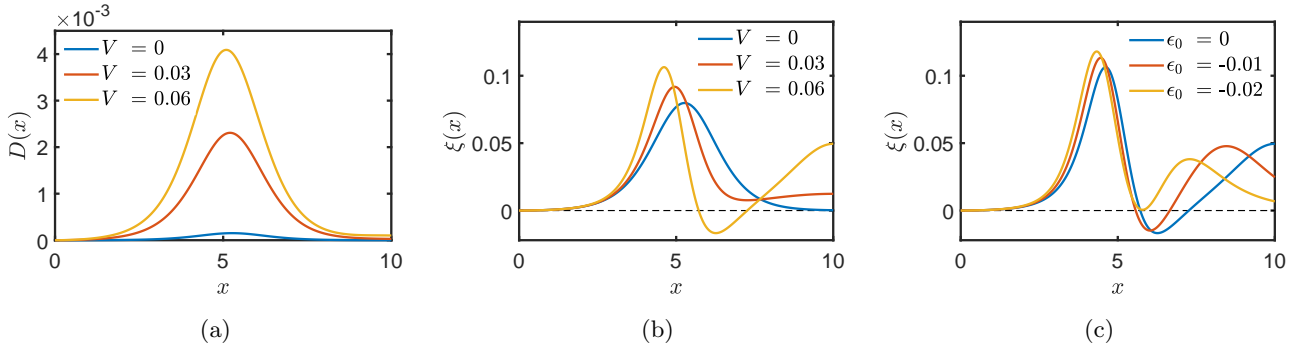 ×10⁻³
4
3
2
1
0
D(x)
V = 0
V = 0.03
V = 0.06
0 5 10
x
(a)
0.1
0.05
0
ξ(x)
V = 0
V = 0.03
V = 0.06
0 5 10
x
(b)
0.1
0.05
0
ξ(x)
ϵ₀ = 0
ϵ₀ = -0.01
ϵ₀ = -0.02
0 5 10
x
(c)